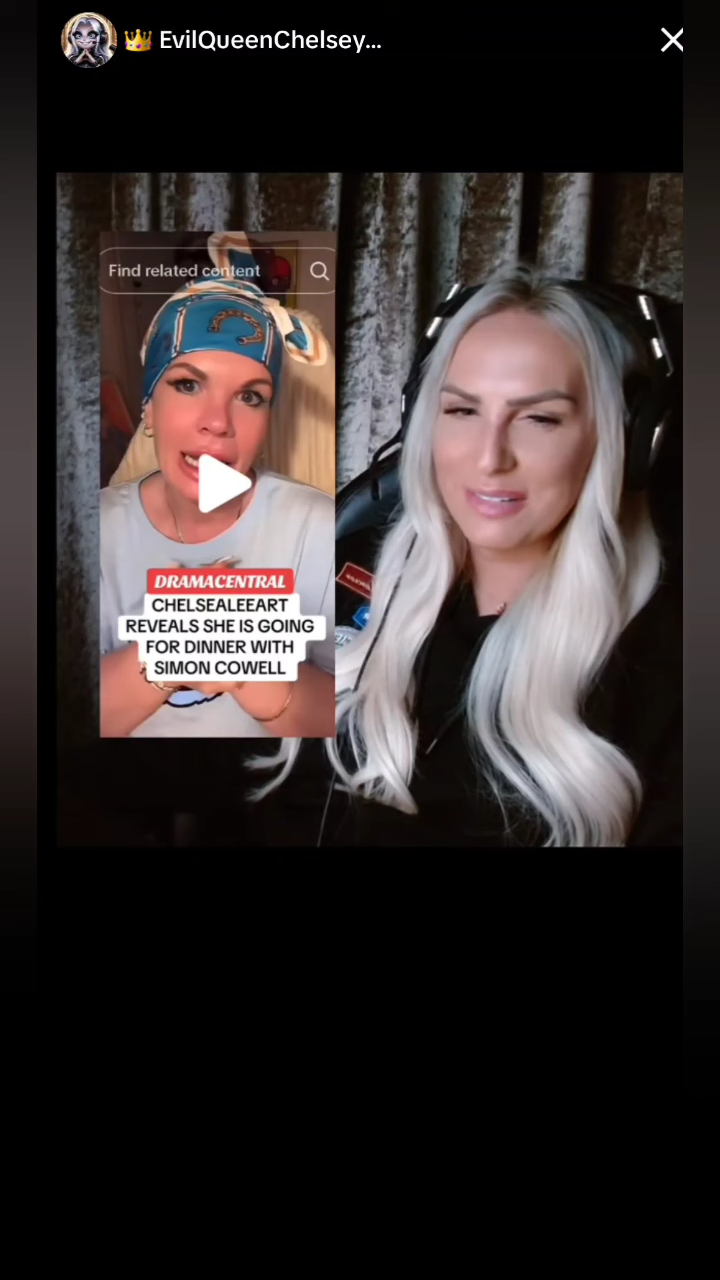 👑 EvilQueenChelsey...
Find related content
DRAMACENTRAL
CHELSEALEEART
REVEALS SHE IS GOING
FOR DINNER WITH
SIMON COWELL